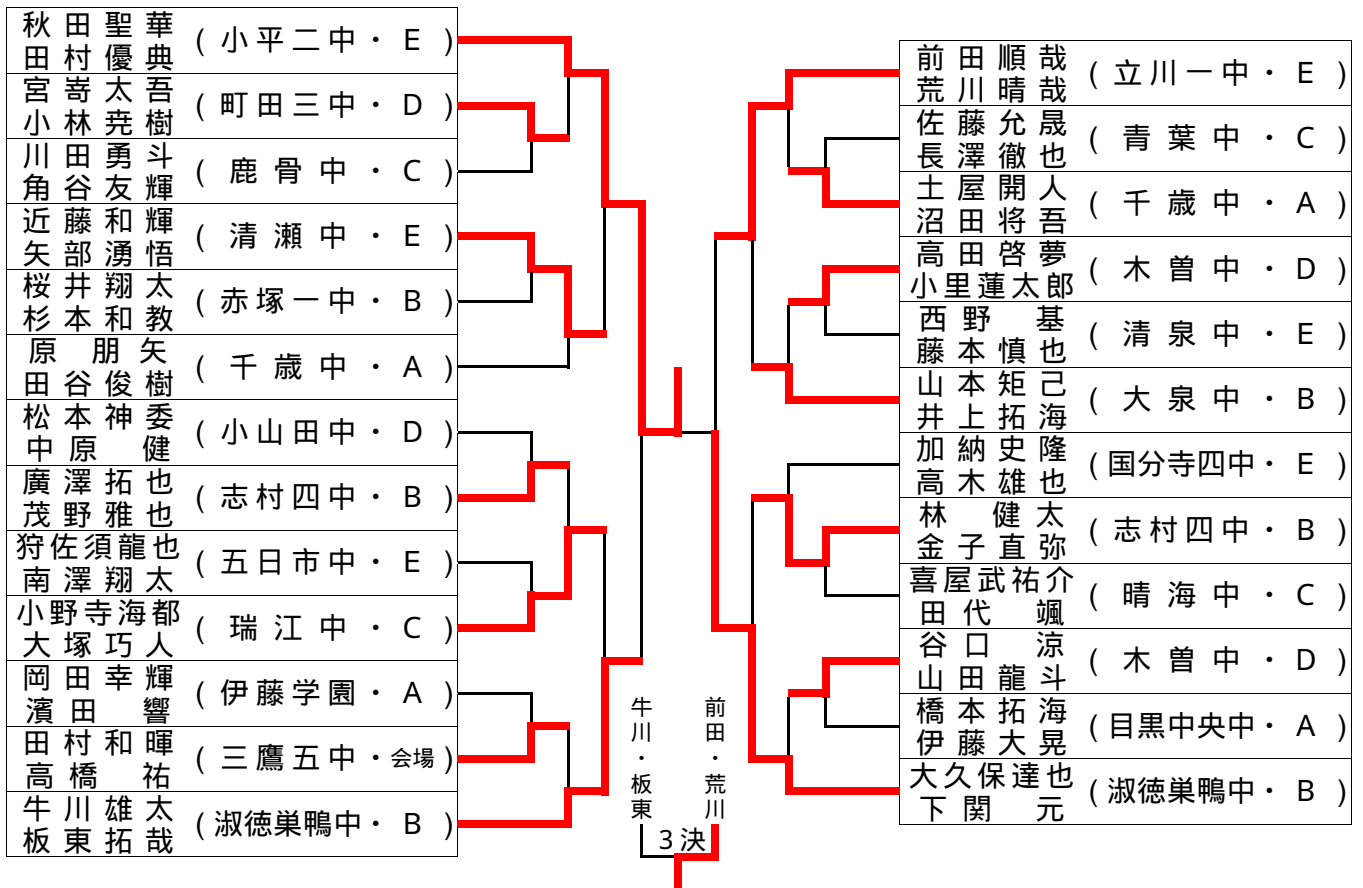 秋田聖華
田村優典
(小平二中・E)
宮嵜太吾
小林尭樹
(町田三中・D)
川田勇斗
角谷友輝
(鹿骨中・C)
近藤和輝
矢部湧悟
(清瀬中・E)
桜井翔太
杉本和教
(赤塚一中・B)
原朋矢
田谷俊樹
(千歳中・A)
松本神委
中原健
(小山田中・D)
廣澤拓也
茂野雅也
(志村四中・B)
狩佐須龍也
南澤翔太
(五日市中・E)
小野寺海都
大塚巧人
(瑞江中・C)
岡田幸輝
濱田響
(伊藤学園・A)
田村和暉
高橋祐
(三鷹五中・会場)
牛川雄太
板東拓哉
(淑徳巣鴨中・B)
牛川・板東
前田・荒川
3決
前田順哉
荒川晴哉
(立川一中・E)
佐藤允晟
長澤徹也
(青葉中・C)
土屋開人
沼田将吾
(千歳中・A)
高田啓夢
小里蓮太郎
(木曽中・D)
西野基
藤本慎也
(清泉中・E)
山本矩己
井上拓海
(大泉中・B)
加納史隆
高木雄也
(国分寺四中・E)
林健太
金子直弥
(志村四中・B)
喜屋武祐介
田代颯
(晴海中・C)
谷口涼
山田龍斗
(木曽中・D)
橋本拓海
伊藤大晃
(目黒中央中・A)
大久保達也
下関元
(淑徳巣鴨中・B)